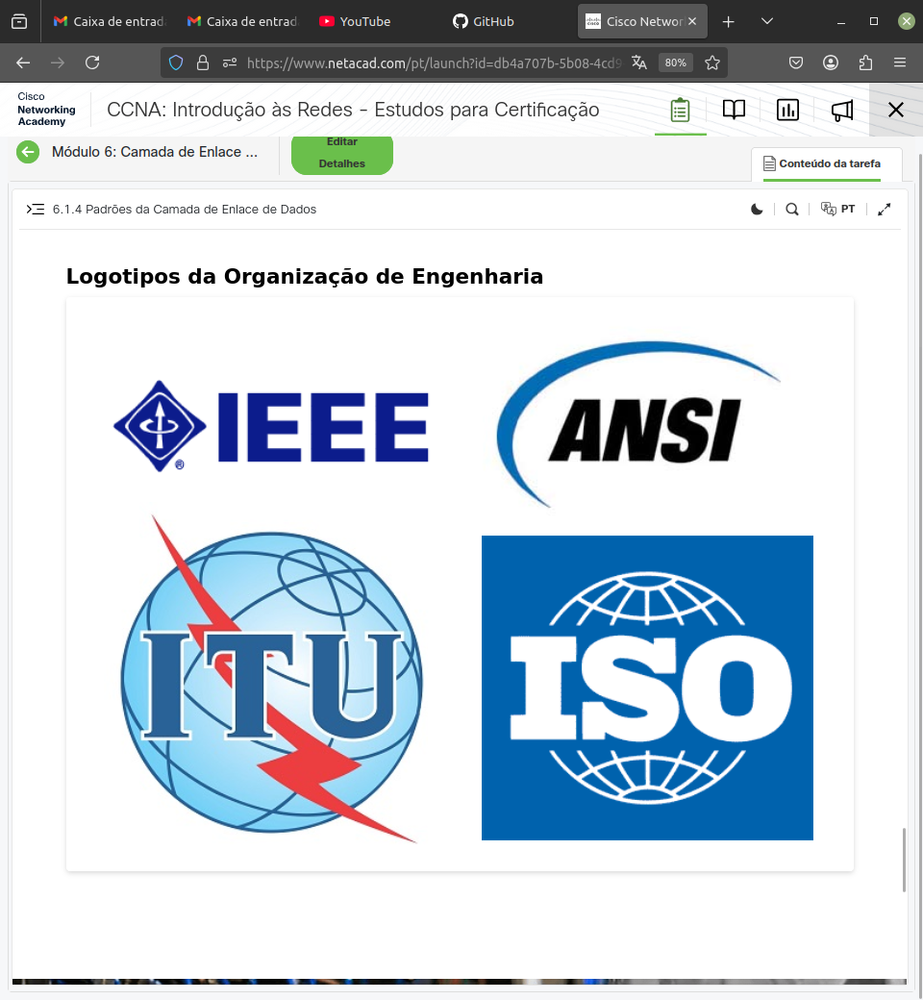 Caixa de entrad
Caixa de entrad
YouTube
GitHub
Cisco Networ
https://www.netacad.com/pt/launch?id=db4a707b-5b08-4cd9
80%
Cisco
Networking
Academy
CCNA: Introdução às Redes - Estudos para Certificação
Módulo 6: Camada de Enlace ...
Editar
Detalhes
Conteúdo da tarefa
6.1.4 Padrões da Camada de Enlace de Dados
PT
Logotipos da Organização de Engenharia
IEEE
®
ANSI
ITU
ISO